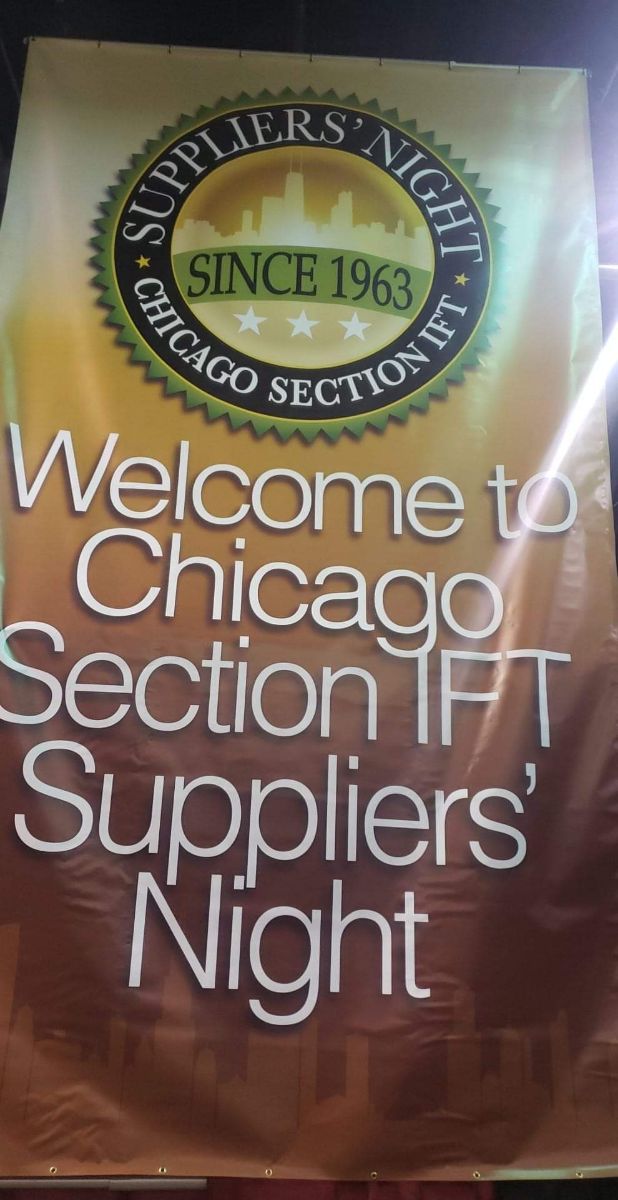 SUPPLIERS' NIGHT
SINCE 1963
CHICAGO SECTION IFT
Welcome to
Chicago
Section IFT
Suppliers'
Night